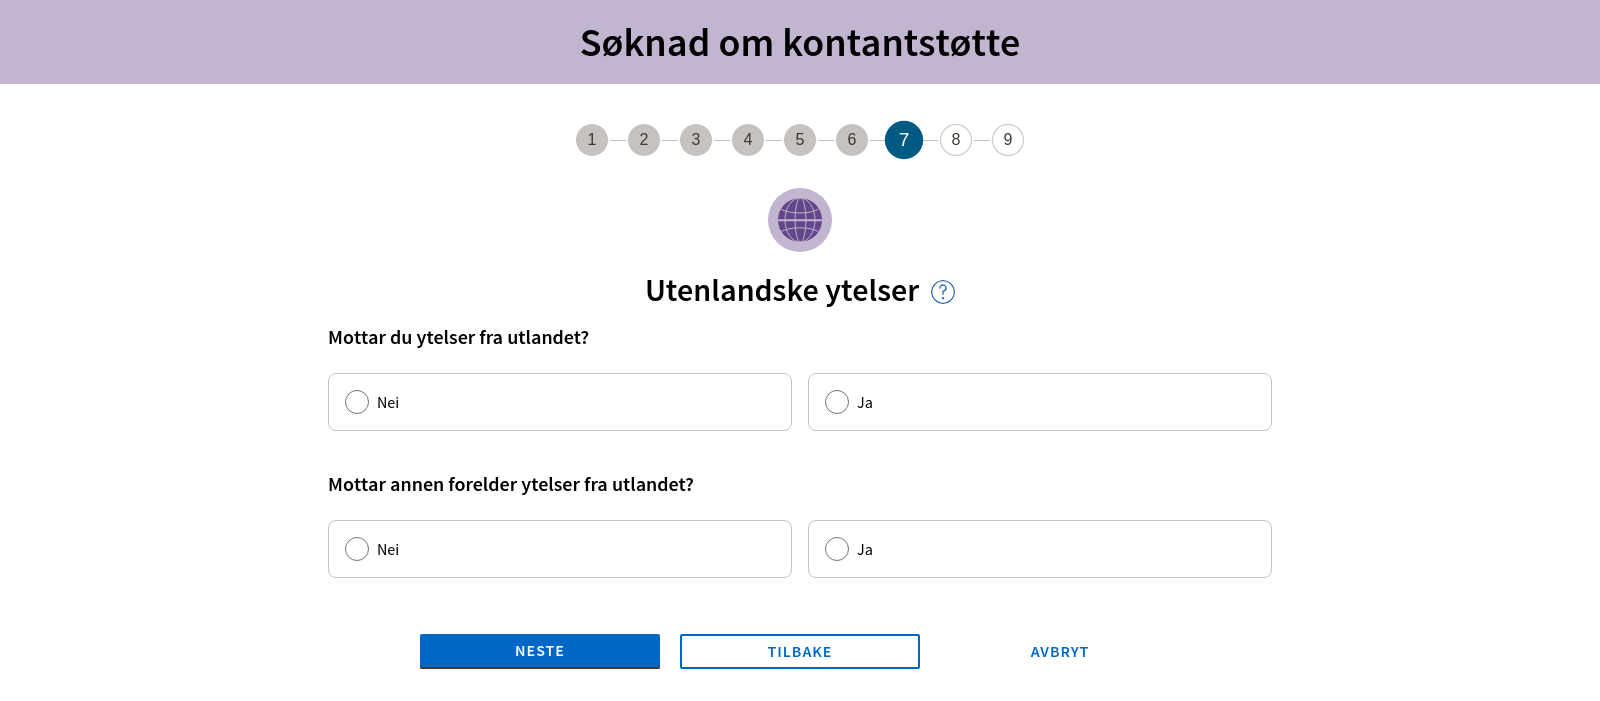 Søknad om kontantstøtte
1 2 3 4 5 6 7 8 9
Utenlandske ytelser ?
Mottar du ytelser fra utlandet?
Nei Ja
Mottar annen forelder ytelser fra utlandet?
Nei Ja
NESTE TILBAKE AVBRYT